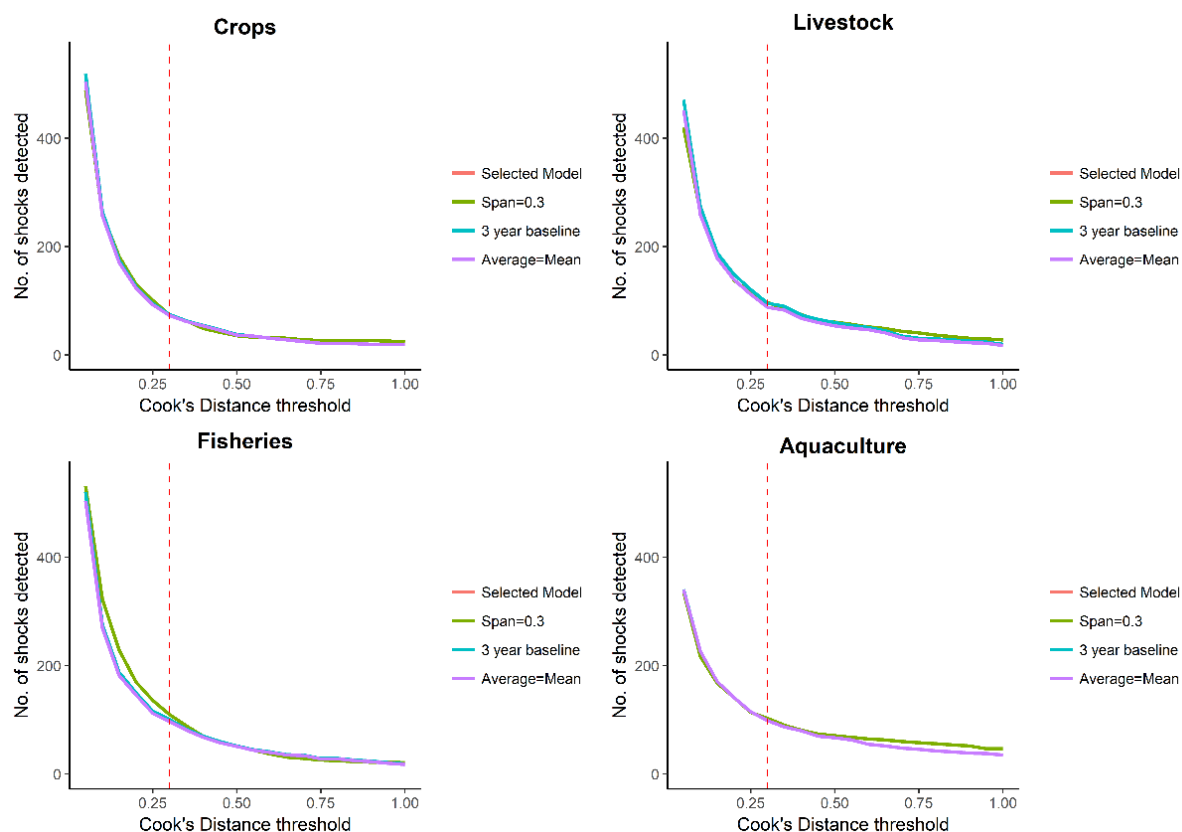 Crops
No. of shocks detected
400
200
0
0.25 0.50 0.75 1.00
Cook's Distance threshold
Selected Model
Span=0.3
3 year baseline
Average=Mean
Livestock
No. of shocks detected
400
200
0
0.25 0.50 0.75 1.00
Cook's Distance threshold
Selected Model
Span=0.3
3 year baseline
Average=Mean
Fisheries
No. of shocks detected
400
200
0
0.25 0.50 0.75 1.00
Cook's Distance threshold
Selected Model
Span=0.3
3 year baseline
Average=Mean
Aquaculture
No. of shocks detected
400
200
0
0.25 0.50 0.75 1.00
Cook's Distance threshold
Selected Model
Span=0.3
3 year baseline
Average=Mean